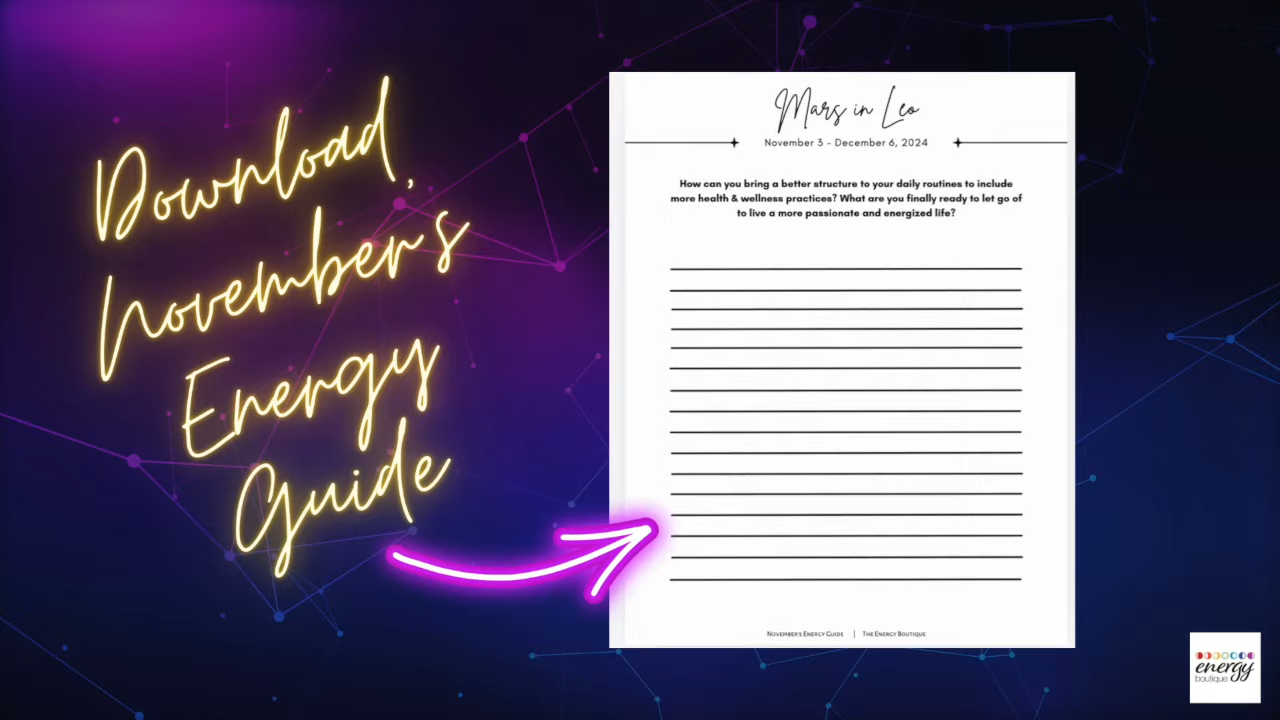 Download
November's
Energy
Guide
Mars in Leo
November 3 - December 6, 2024
How can you bring a better structure to your daily routines to include
more health & wellness practices? What are you finally ready to let go of
to live a more passionate and energized life?
November's Energy Guide | The Energy Boutique
energy
boutique